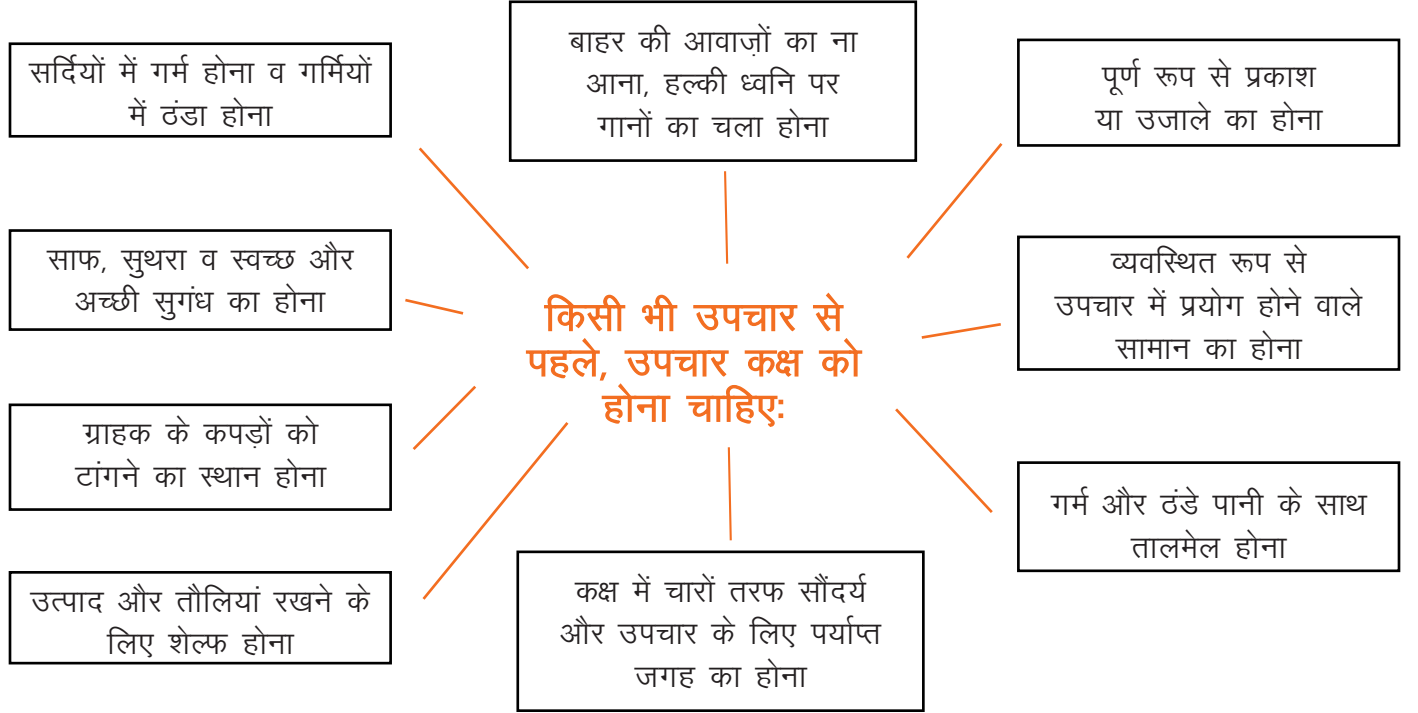 बाहर की आवाज़ों का ना
आना, हल्की ध्वनि पर
गानों का चला होना
सर्दियों में गर्म होना व गर्मियों
में ठंडा होना
पूर्ण रूप से प्रकाश
या उजाले का होना
साफ, सुथरा व स्वच्छ और
अच्छी सुगंध का होना
व्यवस्थित रूप से
उपचार में प्रयोग होने वाले
सामान का होना
किसी भी उपचार से
पहले, उपचार कक्ष को
होना चाहिए:
ग्राहक के कपड़ों को
टांगने का स्थान होना
गर्म और ठंडे पानी के साथ
तालमेल होना
उत्पाद और तौलियां रखने के
लिए शेल्फ होना
कक्ष में चारों तरफ सौंदर्य
और उपचार के लिए पर्याप्त
जगह का होना